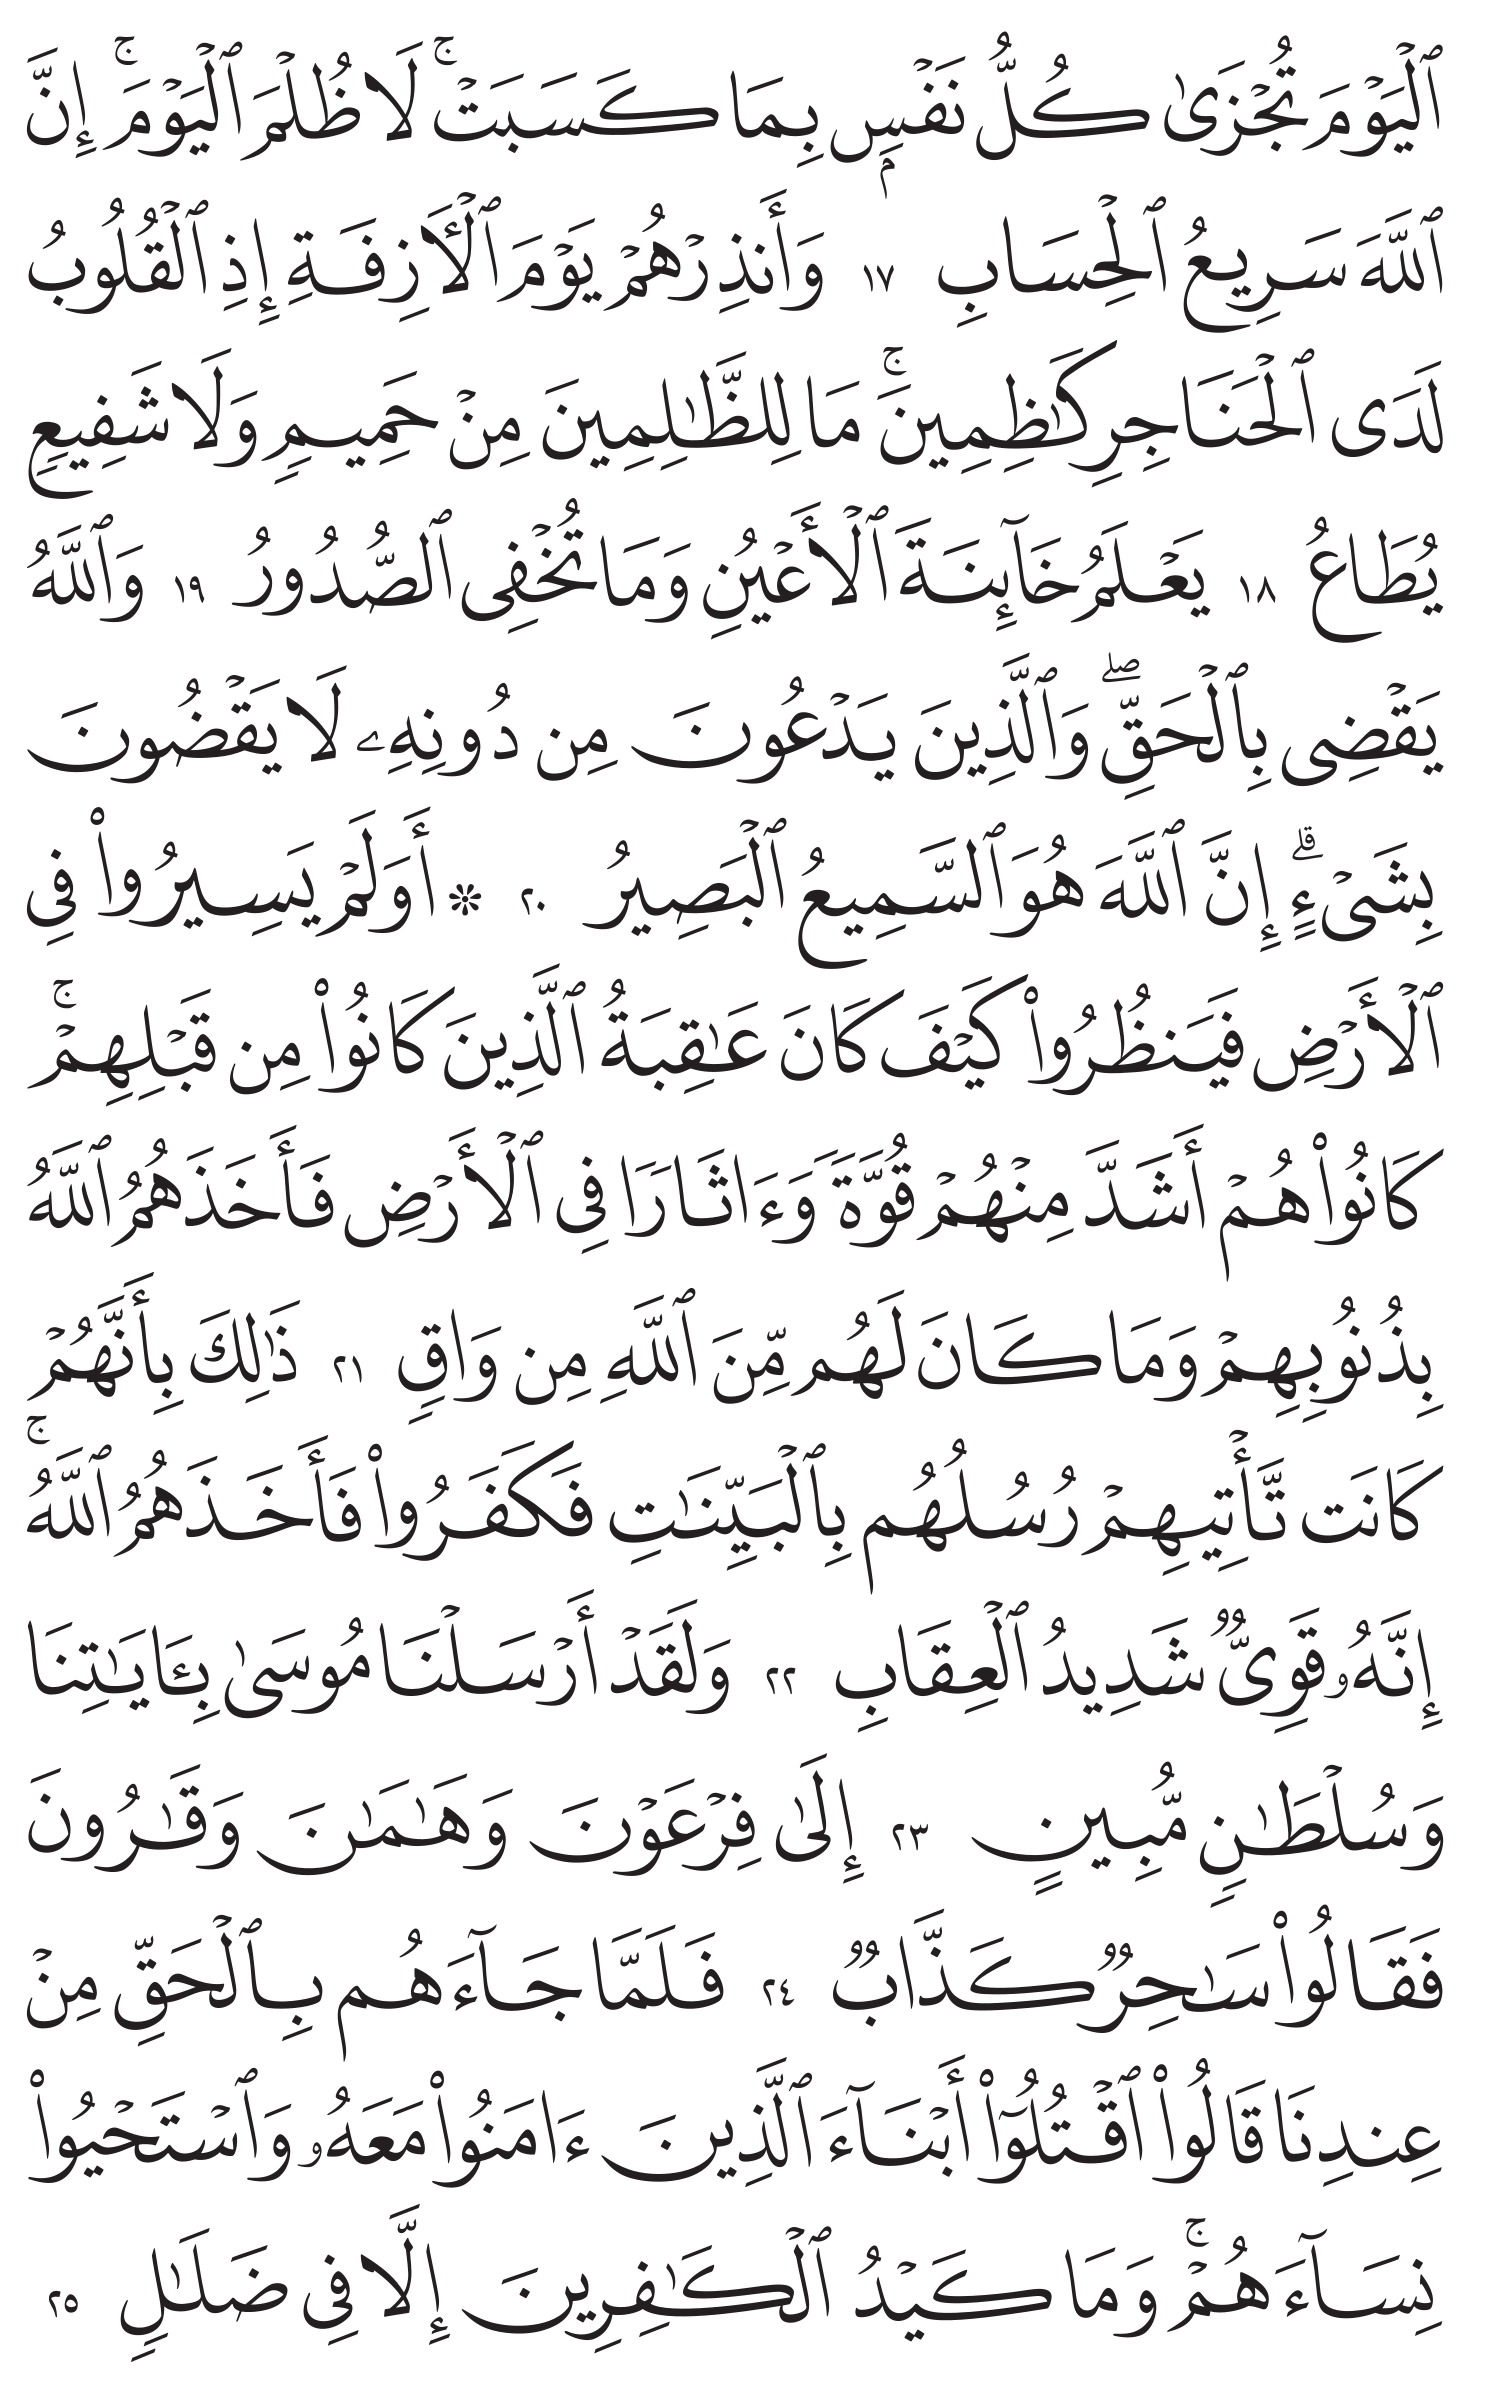 ٱلۡيَوۡمَ تُجۡزَىٰ كُلُّ نَفۡسِۭ بِمَا كَسَبَتۡۚ لَا ظُلۡمَ ٱلۡيَوۡمَۚ إِنَّ
ٱللَّهَ سَرِيعُ ٱلۡحِسَابِ ١٧ وَأَنذِرۡهُمۡ يَوۡمَ ٱلۡأٓزِفَةِ إِذِ ٱلۡقُلُوبُ
لَدَى ٱلۡحَنَاجِرِ كَٰظِمِينَۚ مَا لِلظَّٰلِمِينَ مِنۡ حَمِيمٖ وَلَا شَفِيعٖ
يُطَاعُ ١٨ يَعۡلَمُ خَآئِنَةَ ٱلۡأَعۡيُنِ وَمَا تُخۡفِي ٱلصُّدُورُ ١٩ وَٱللَّهُ
يَقۡضِي بِٱلۡحَقِّۖ وَٱلَّذِينَ يَدۡعُونَ مِن دُونِهِۦ لَا يَقۡضُونَ
بِشَيۡءٍۗ إِنَّ ٱللَّهَ هُوَ ٱلسَّمِيعُ ٱلۡبَصِيرُ ٢٠ ۞ أَوَلَمۡ يَسِيرُواْ فِي
ٱلۡأَرۡضِ فَيَنظُرُواْ كَيۡفَ كَانَ عَٰقِبَةُ ٱلَّذِينَ كَانُواْ مِن قَبۡلِهِمۡۚ
كَانُواْ هُمۡ أَشَدَّ مِنۡهُمۡ قُوَّةٗ وَءَاثَارٗا فِي ٱلۡأَرۡضِ فَأَخَذَهُمُ ٱللَّهُ
بِذُنُوبِهِمۡ وَمَا كَانَ لَهُم مِّنَ ٱللَّهِ مِن وَاقٖ ٢١ ذَٰلِكَ بِأَنَّهُمۡ
كَانَت تَّأۡتِيهِمۡ رُسُلُهُم بِٱلۡبَيِّنَٰتِ فَكَفَرُواْ فَأَخَذَهُمُ ٱللَّهُۚ
إِنَّهُۥ قَوِيّٞ شَدِيدُ ٱلۡعِقَابِ ٢٢ وَلَقَدۡ أَرۡسَلۡنَا مُوسَىٰ بِـَٔايَٰتِنَا
وَسُلۡطَٰنٖ مُّبِينٍ ٢٣ إِلَىٰ فِرۡعَوۡنَ وَهَٰمَٰنَ وَقَٰرُونَ
فَقَالُواْ سَٰحِرٞ كَذَّابٞ ٢٤ فَلَمَّا جَآءَهُم بِٱلۡحَقِّ مِنۡ
عِندِنَا قَالُواْ ٱقۡتُلُوٓاْ أَبۡنَآءَ ٱلَّذِينَ ءَامَنُواْ مَعَهُۥ وَٱسۡتَحۡيُواْ
نِسَآءَهُمۡۚ وَمَا كَيۡدُ ٱلۡكَٰفِرِينَ إِلَّا فِي ضَلَٰلٖ ٢٥